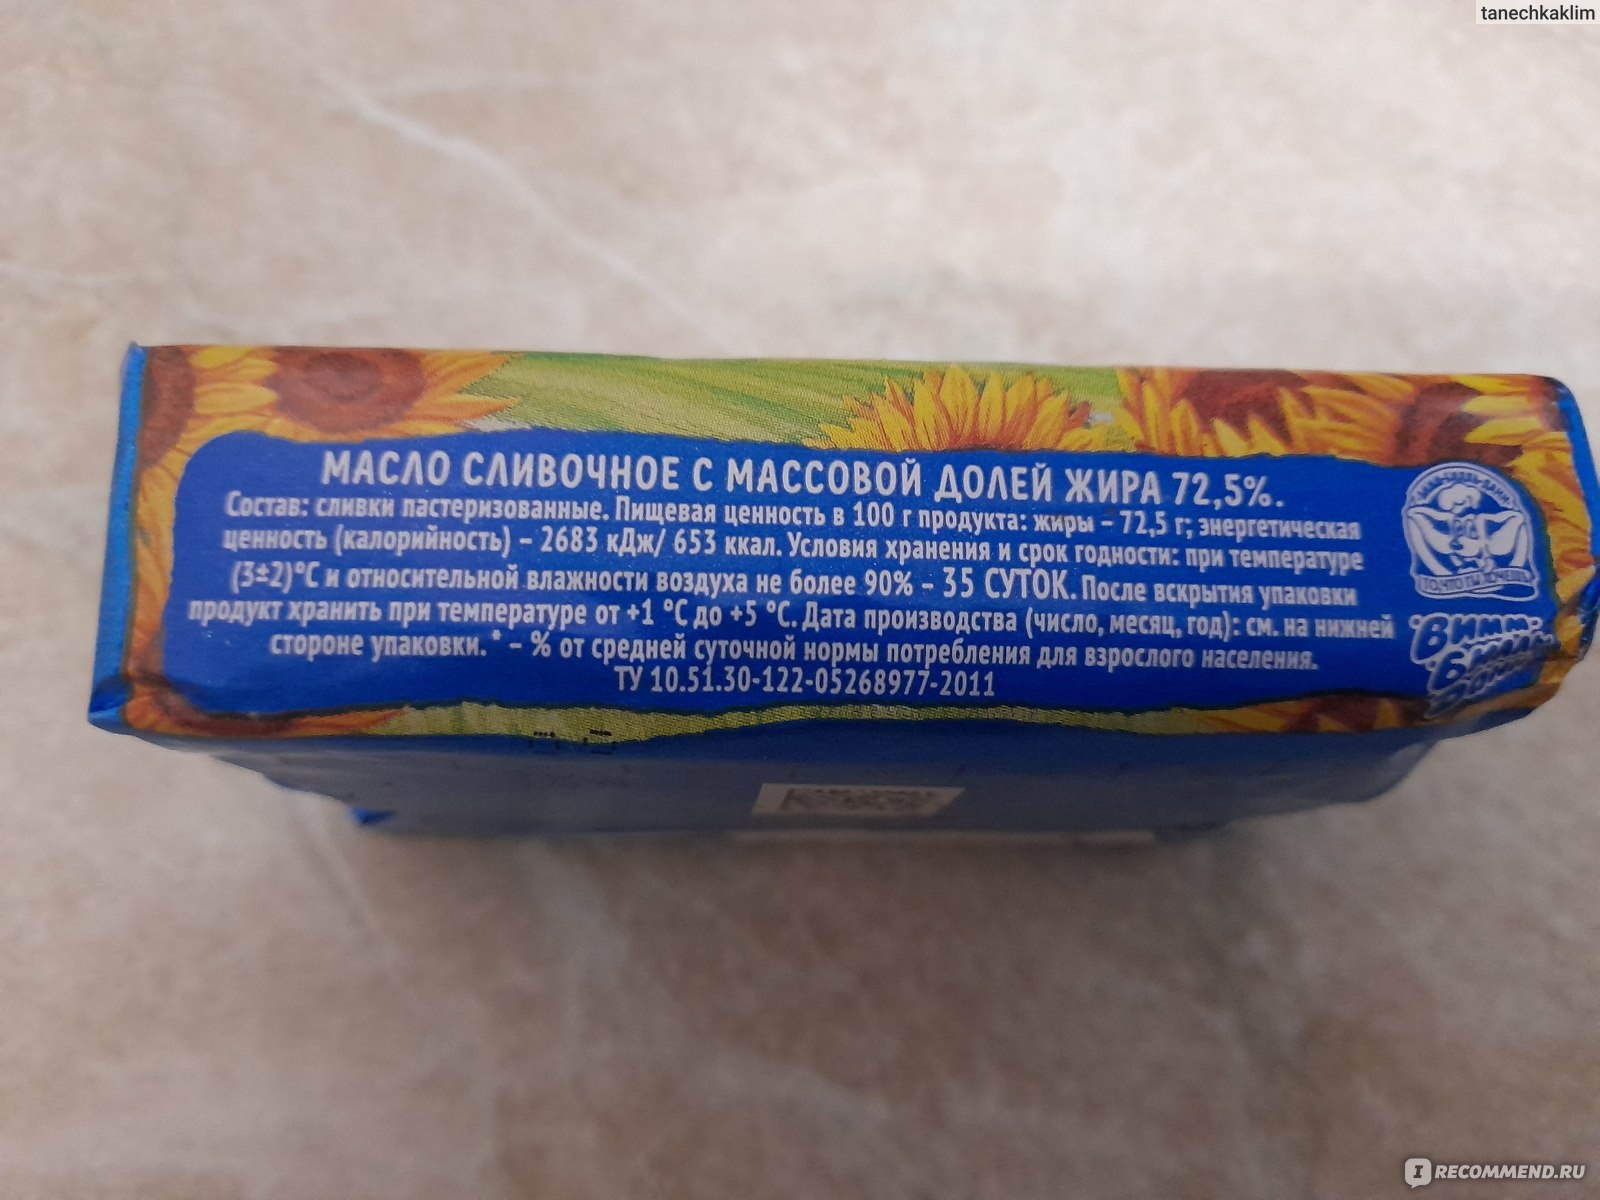 tanechkaklim
МАСЛО СЛИВОЧНОЕ С МАССОВОЙ ДОЛЕЙ ЖИРА 72,5%.
Состав: сливки пастеризованные. Пищевая ценность в 100 г продукта: жиры – 72,5 г; энергетическая
ценность (калорийность) – 2683 кДж/ 653 ккал. Условия хранения и срок годности: при температуре
(3±2)°С и относительной влажности воздуха не более 90% – 35 СУТОК. После вскрытия упаковки
продукт хранить при температуре от +1 °С до +5 °С. Дата производства (число, месяц, год): см. на нижней
стороне упаковки. * – % от средней суточной нормы потребления для взрослого населения.
ТУ 10.51.30-122-05268977-2011
Вимм-
Билль
Данн
IRECOMMEND.RU